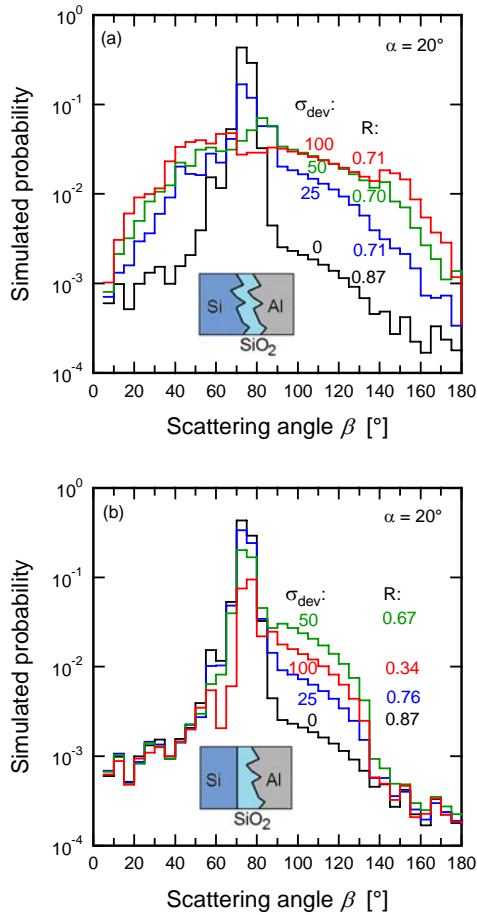 (a)
α = 20°
σdev:
R:
100
0.71
50
0.70
25
0.71
0
0.87
Si
Al
SiO2
Simulated probability
10^0
10^-1
10^-2
10^-3
10^-4
0 20 40 60 80 100 120 140 160 180
Scattering angle β [°]
(b)
α = 20°
σdev:
R:
50
0.67
100
0.34
25
0.76
0
0.87
Si
Al
SiO2
Simulated probability
10^0
10^-1
10^-2
10^-3
10^-4
0 20 40 60 80 100 120 140 160 180
Scattering angle β [°]